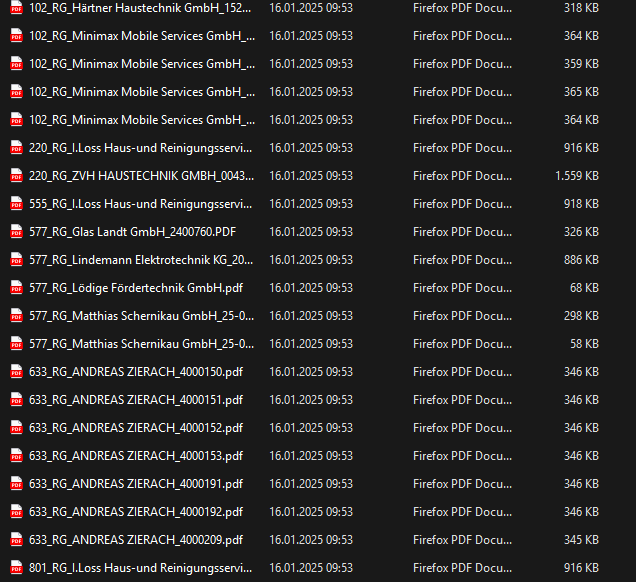 102_RG_Härtner Haustechnik GmbH_152... 16.01.2025 09:53 Firefox PDF Docu... 318 KB
102_RG_Minimax Mobile Services GmbH_... 16.01.2025 09:53 Firefox PDF Docu... 364 KB
102_RG_Minimax Mobile Services GmbH_... 16.01.2025 09:53 Firefox PDF Docu... 359 KB
102_RG_Minimax Mobile Services GmbH_... 16.01.2025 09:53 Firefox PDF Docu... 365 KB
102_RG_Minimax Mobile Services GmbH_... 16.01.2025 09:53 Firefox PDF Docu... 364 KB
220_RG_I.Loss Haus-und Reinigungsservi... 16.01.2025 09:53 Firefox PDF Docu... 916 KB
220_RG_ZVH HAUSTECHNIK GMBH_0043... 16.01.2025 09:53 Firefox PDF Docu... 1.559 KB
555_RG_I.Loss Haus-und Reinigungsservi... 16.01.2025 09:53 Firefox PDF Docu... 918 KB
577_RG_Glas Landt GmbH_2400760.PDF 16.01.2025 09:53 Firefox PDF Docu... 326 KB
577_RG_Lindemann Elektrotechnik KG_20... 16.01.2025 09:53 Firefox PDF Docu... 886 KB
577_RG_Lödige Fördertechnik GmbH.pdf 16.01.2025 09:53 Firefox PDF Docu... 68 KB
577_RG_Matthias Schernikau GmbH_25-0... 16.01.2025 09:53 Firefox PDF Docu... 298 KB
577_RG_Matthias Schernikau GmbH_25-0... 16.01.2025 09:53 Firefox PDF Docu... 58 KB
633_RG_ANDREAS ZIERACH_4000150.pdf 16.01.2025 09:53 Firefox PDF Docu... 346 KB
633_RG_ANDREAS ZIERACH_4000151.pdf 16.01.2025 09:53 Firefox PDF Docu... 346 KB
633_RG_ANDREAS ZIERACH_4000152.pdf 16.01.2025 09:53 Firefox PDF Docu... 346 KB
633_RG_ANDREAS ZIERACH_4000153.pdf 16.01.2025 09:53 Firefox PDF Docu... 346 KB
633_RG_ANDREAS ZIERACH_4000191.pdf 16.01.2025 09:53 Firefox PDF Docu... 346 KB
633_RG_ANDREAS ZIERACH_4000192.pdf 16.01.2025 09:53 Firefox PDF Docu... 346 KB
633_RG_ANDREAS ZIERACH_4000209.pdf 16.01.2025 09:53 Firefox PDF Docu... 345 KB
801_RG_I.Loss Haus-und Reinigungsservi... 16.01.2025 09:53 Firefox PDF Docu... 916 KB